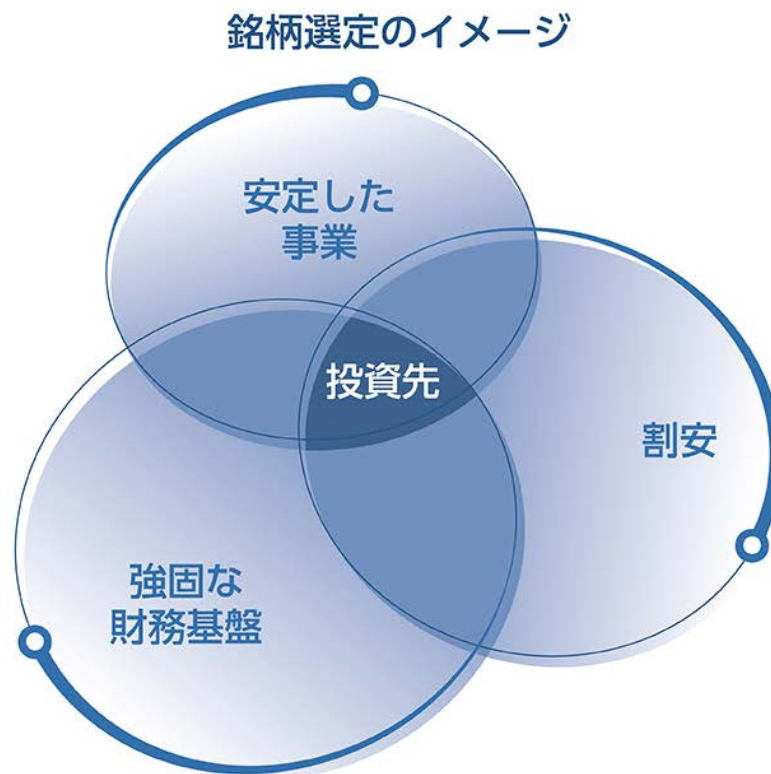 銘柄選定のイメージ
安定した
事業
投資先
割安
強固な
財務基盤